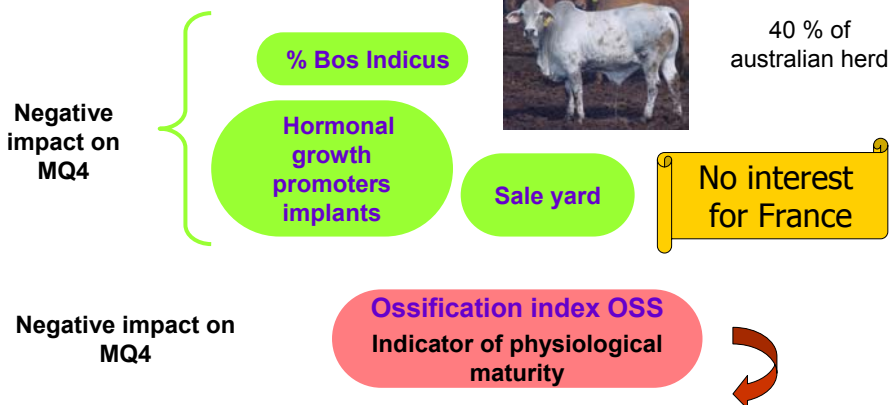 % Bos Indicus
40 % of
australian herd
Negative
impact on
MQ4
Hormonal
growth
promoters
implants
Sale yard
No interest
for France
Negative impact on
MQ4
Ossification index OSS
Indicator of physiological
maturity